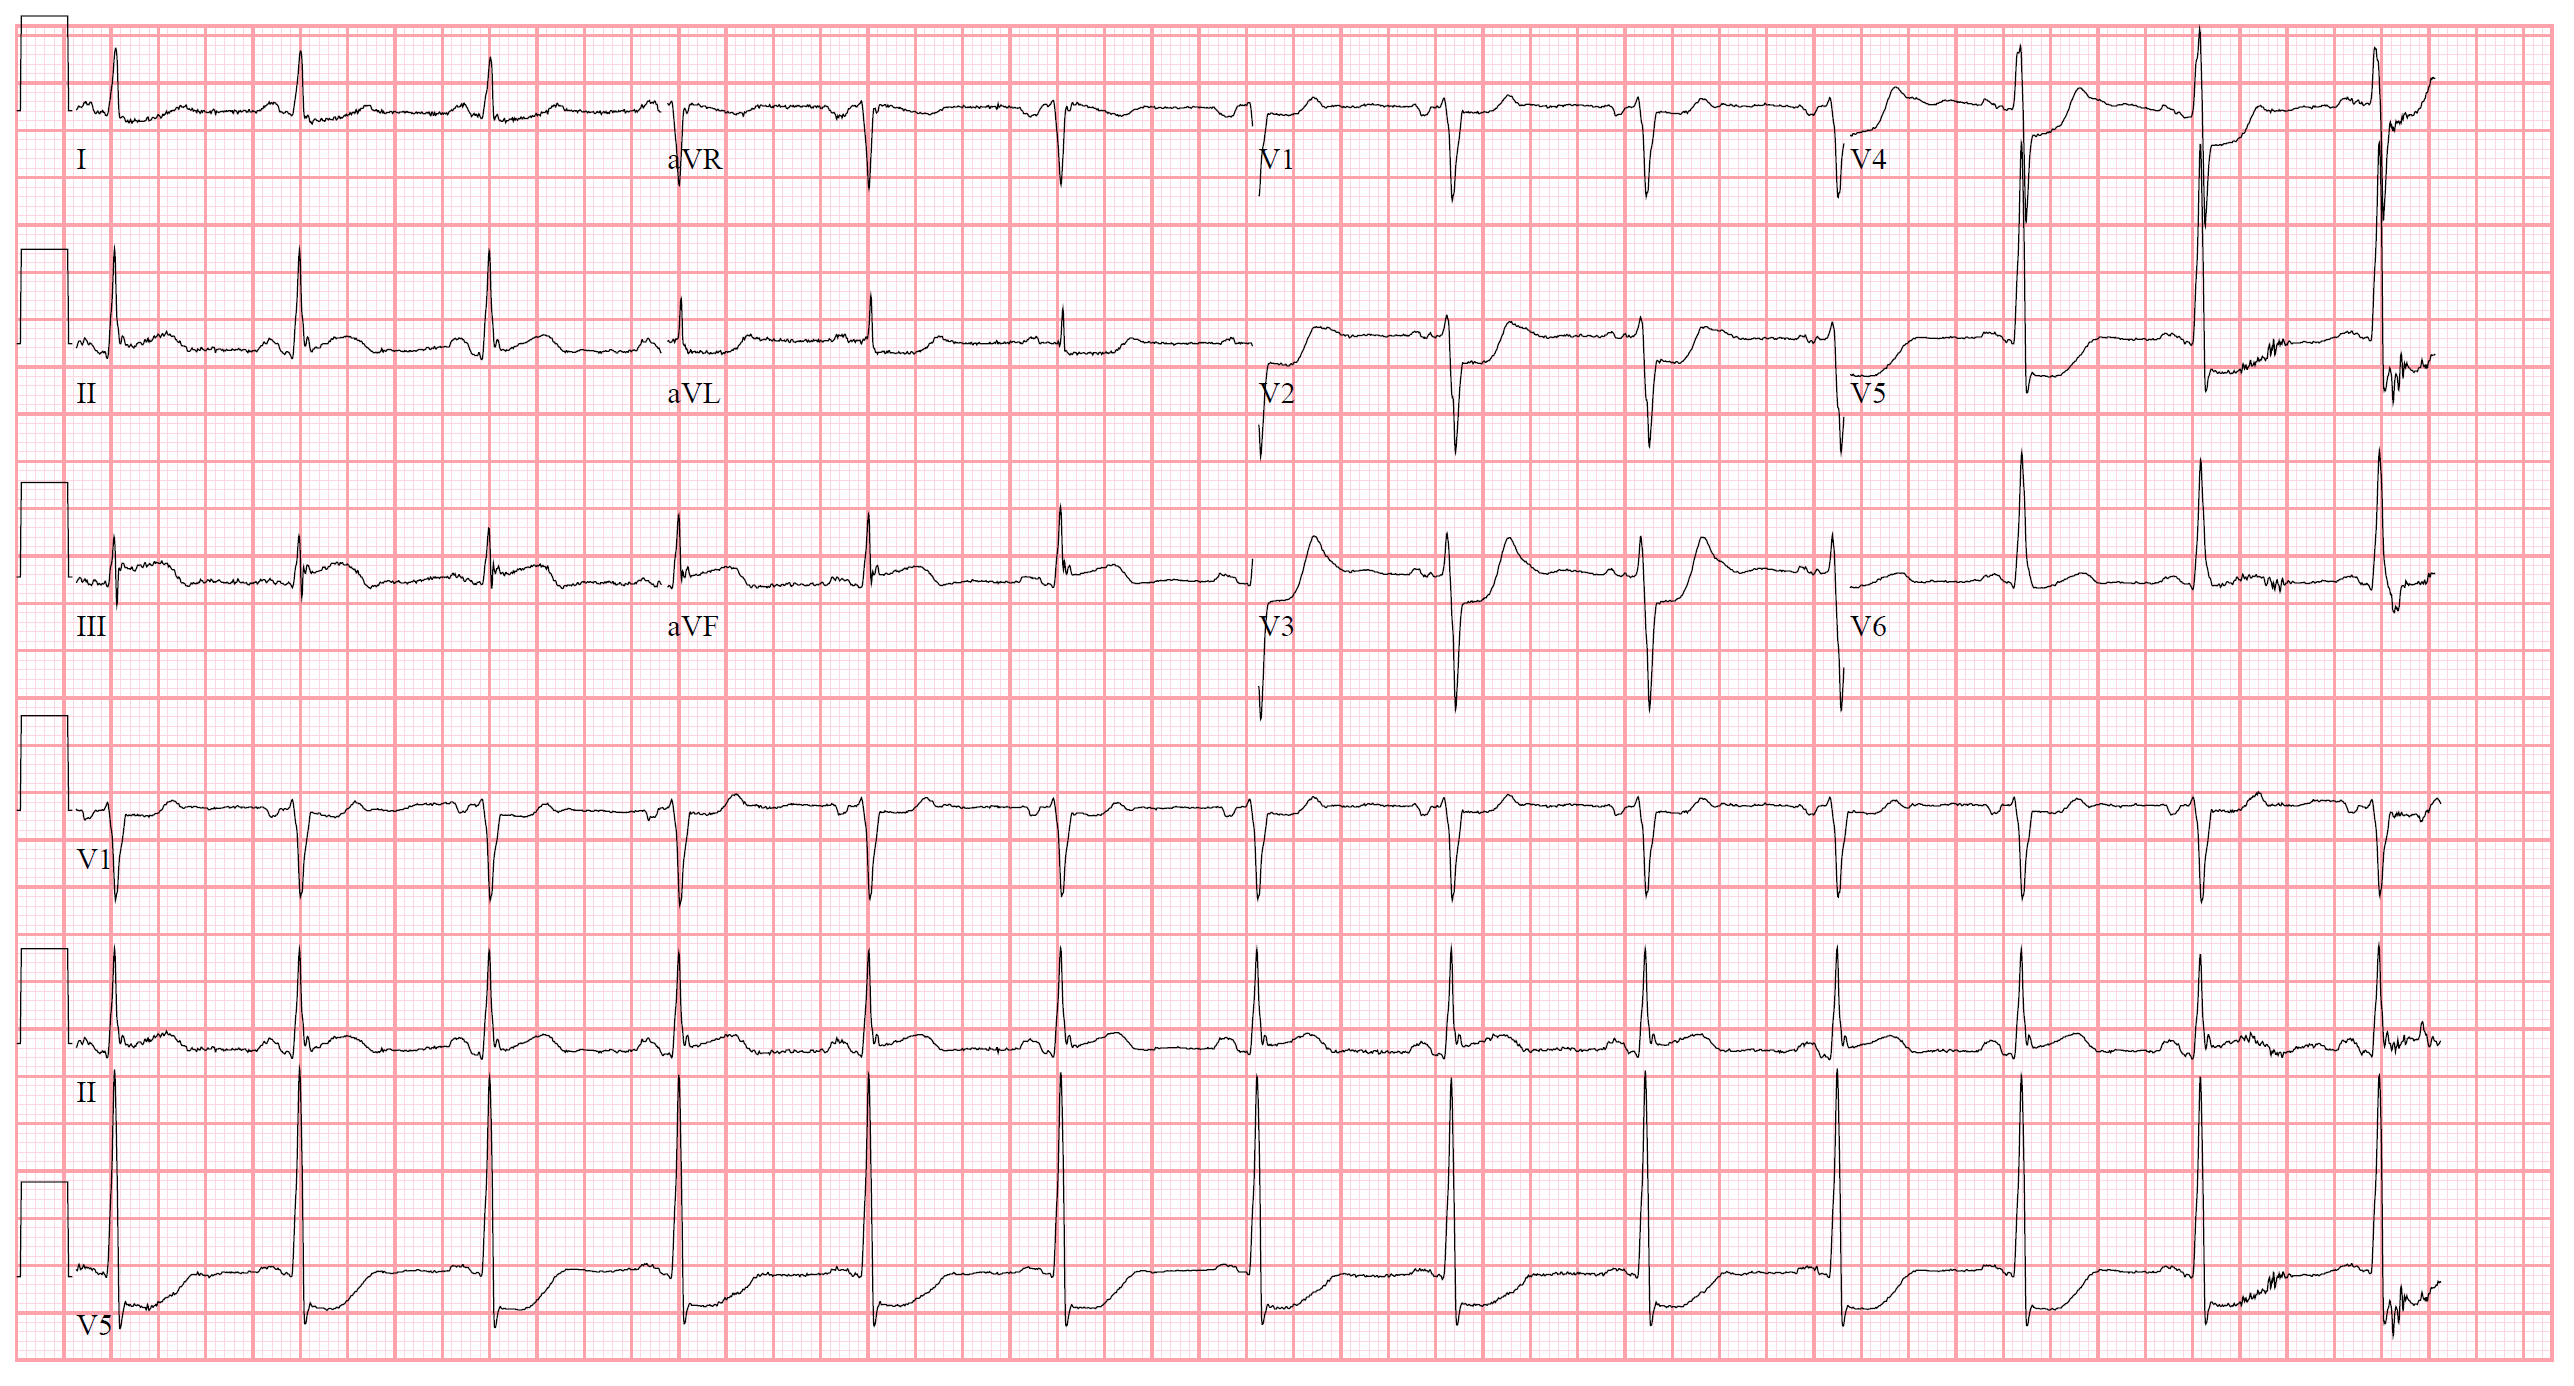 I aVR V1 V4
II aVL V2 V5
III aVF V3 V6
V1
II
V5